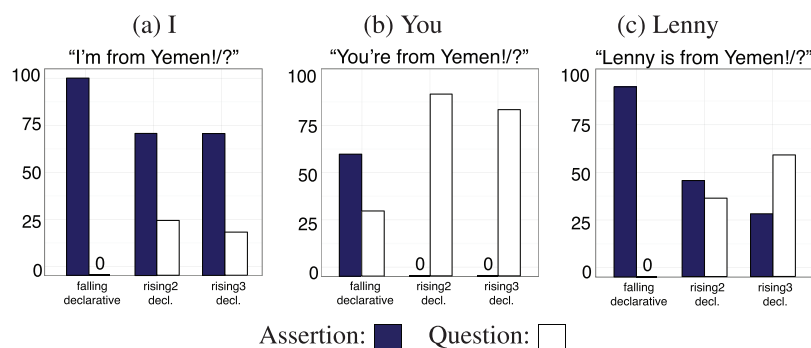 (a) I
(b) You
(c) Lenny
“I’m from Yemen!/?”
“You’re from Yemen!/?”
“Lenny is from Yemen!/?”
100
75
50
25
0
0
falling declarative
rising2 decl.
rising3 decl.
100
75
50
25
0
0
0
falling declarative
rising2 decl.
rising3 decl.
100
75
50
25
0
0
falling declarative
rising2 decl.
rising3 decl.
Assertion:
Question: